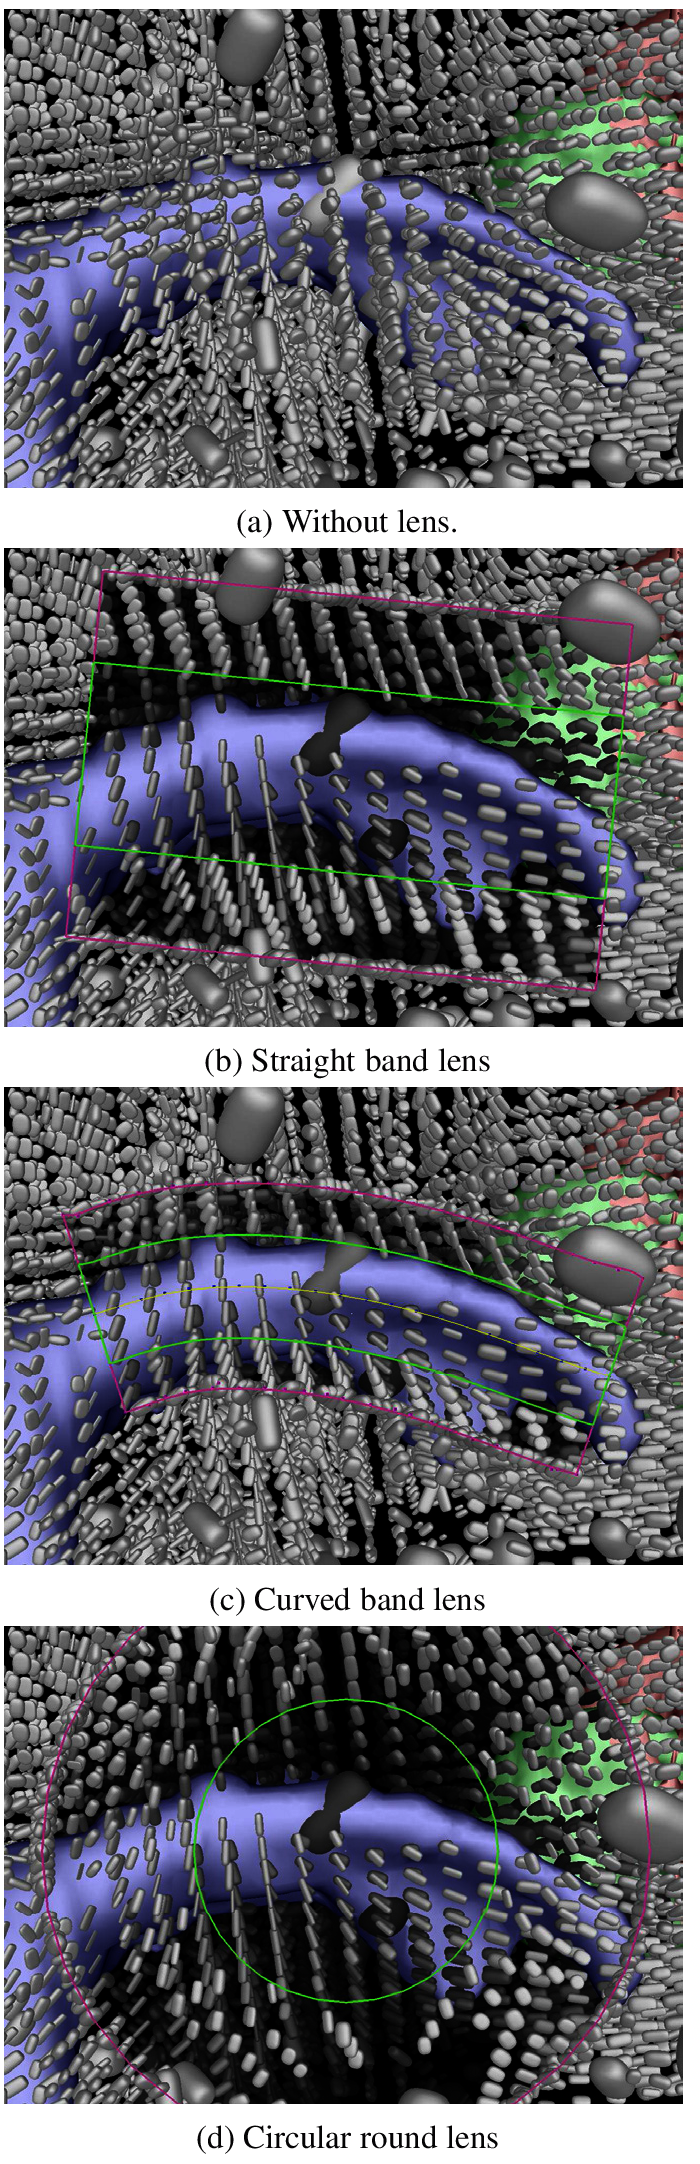 (a) Without lens.
(b) Straight band lens
(c) Curved band lens
(d) Circular round lens